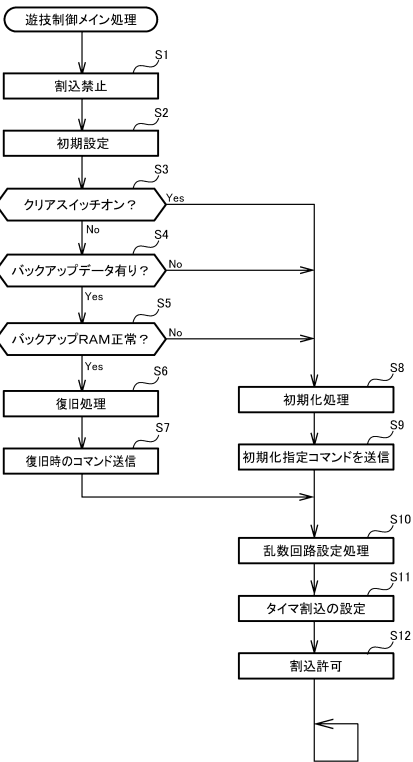 遊技制御メイン処理
S1
割込禁止
S2
初期設定
S3
クリアスイッチオン？
Yes
No
S4
バックアップデータ有り？
No
Yes
S5
バックアップRAM正常？
No
Yes
S6
復旧処理
S7
復旧時のコマンド送信
S8
初期化処理
S9
初期化指定コマンドを送信
S10
乱数回路設定処理
S11
タイマ割込の設定
S12
割込許可